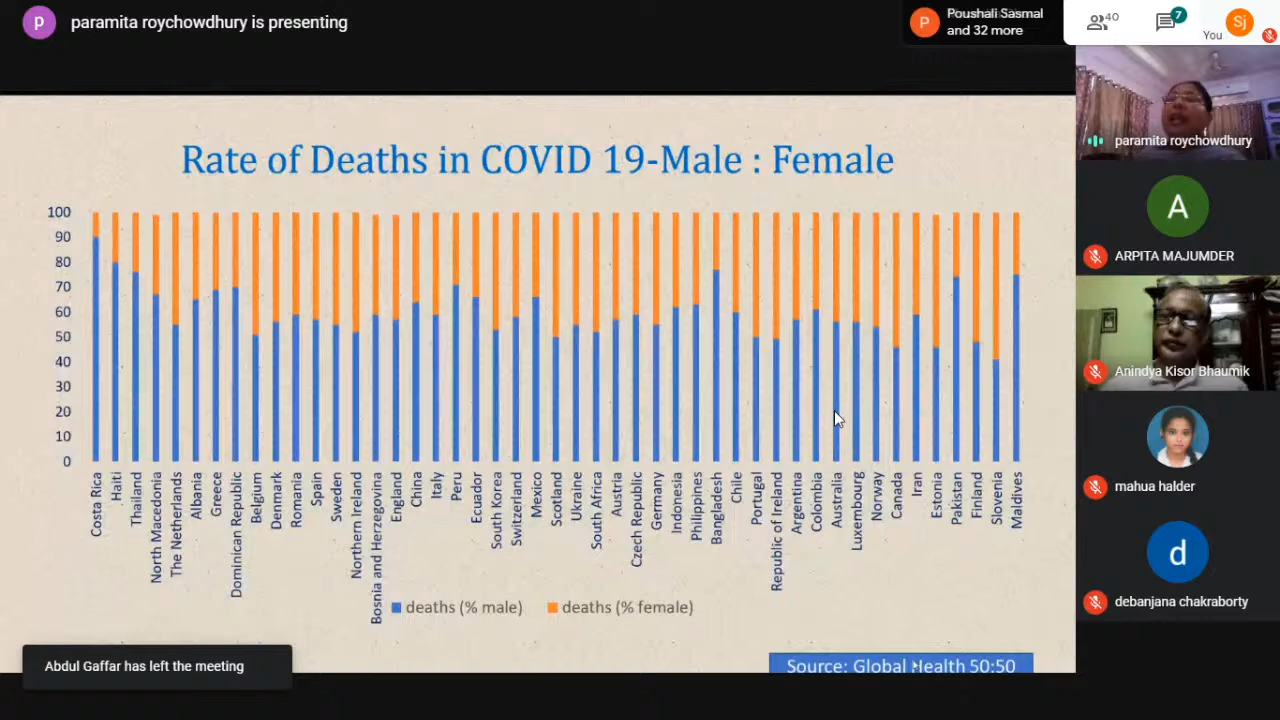 p
paramita roychowdhury is presenting
P
Poushali Sasmal
and 32 more
40
7
You
Sj
Rate of Deaths in COVID 19-Male : Female
100
90
80
70
60
50
40
30
20
10
0
Costa Rica
Haiti
Thailand
North Macedonia
The Netherlands
Albania
Greece
Dominican Republic
Belgium
Denmark
Romania
Spain
Sweden
Northern Ireland
Bosnia and Herzegovina
England
China
Italy
Peru
Ecuador
South Korea
Switzerland
Mexico
Scotland
Ukraine
South Africa
Austria
Czech Republic
Germany
Indonesia
Philippines
Bangladesh
Chile
Portugal
Republic of Ireland
Argentina
Colombia
Australia
Luxembourg
Norway
Canada
Iran
Estonia
Pakistan
Finland
Slovenia
Maldives
deaths (% male)
deaths (% female)
Source: Global Health 50:50
Abdul Gaffar has left the meeting
paramita roychowdhury
A
ARPITA MAJUMDER
Anindya Kisor Bhaumik
mahua halder
d
debanjana chakraborty